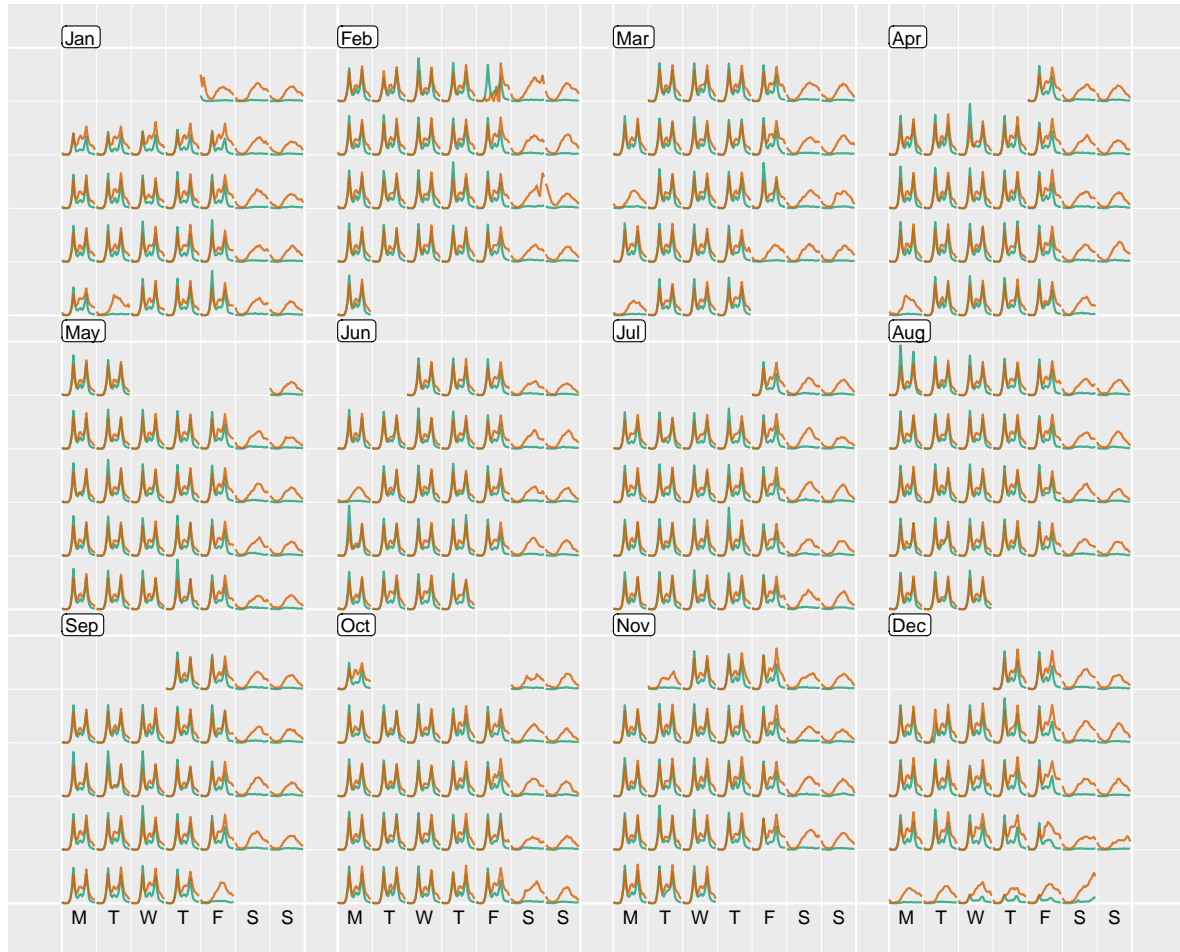 Jan Feb Mar Apr
May Jun Jul Aug
Sep Oct Nov Dec
M T W T F S S M T W T F S S M T W T F S S M T W T F S S